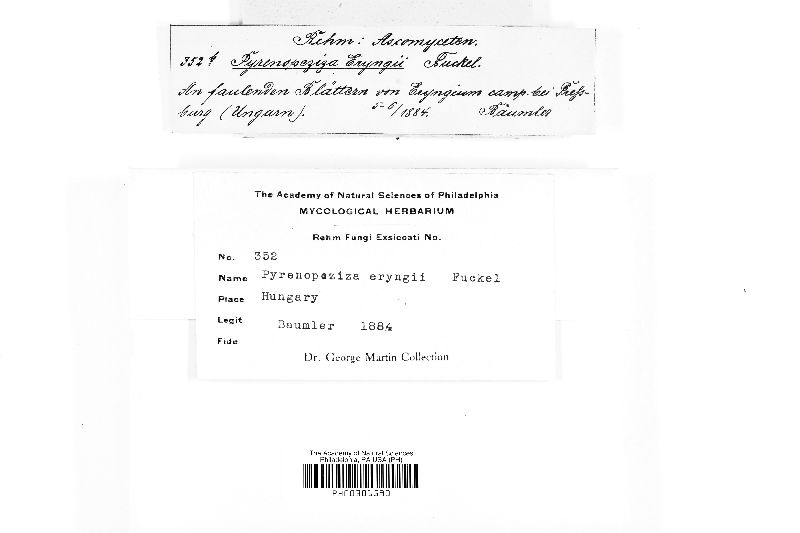 Rehm: Ascomyceten.
352 b Pyrenopeziza Eryngii Fuckel.
An faulenden Blättern von Eryngium camp. bei Preß-
burg (Ungarn). 5-6/1884. Bäumler
The Academy of Natural Sciences of Philadelphia
MYCOLOGICAL HERBARIUM
Rehm Fungi Exsiccati No.
No. 352
Name Pyrenopeziza eryngii Fuckel
Place Hungary
Legit Baumler 1884
Fide
Dr. George Martin Collection
The Academy of Natural Sciences
Philadelphia, PA USA (PH)